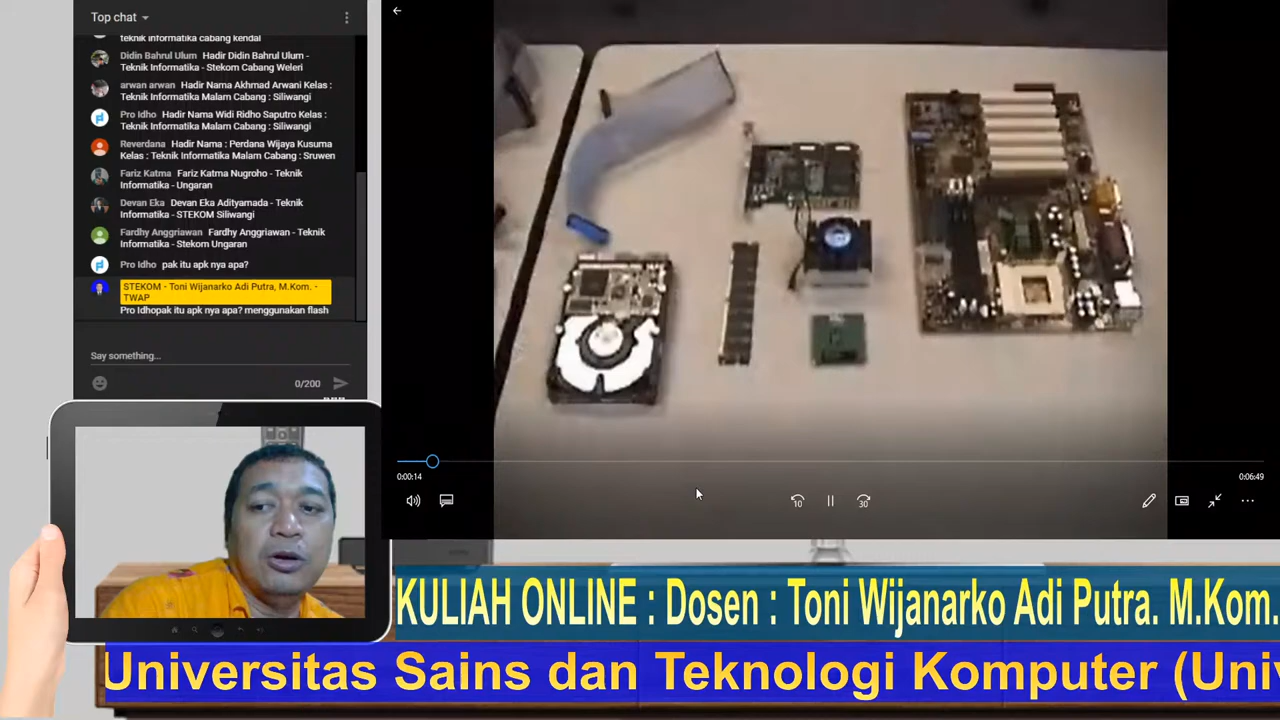 Top chat
teknik informatika cabang kendal
Didin Bahrul Ulum Hadir Didin Bahrul Ulum -
Teknik Informatika - Stekom Cabang Weleri
arwan arwan Hadir Nama Akhmad Arwani Kelas :
Teknik Informatika Malam Cabang : Siliwangi
Pro Idho Hadir Nama Widi Ridho Saputro Kelas :
Teknik Informatika Malam Cabang : Siliwangi
Reverdana Hadir Nama : Perdana Wijaya Kusuma
Kelas : Teknik Informatika Malam Cabang : Sruwen
Fariz Katma Fariz Katma Nugroho - Teknik
Informatika - Ungaran
Devan Eka Devan Eka Adityamada - Teknik
Informatika - STEKOM Siliwangi
Fardhy Anggriawan Fardhy Anggriawan - Teknik
Informatika - Stekom Ungaran
Pro Idho pak itu apk nya apa?
STEKOM - Toni Wijanarko Adi Putra, M.Kom. -
TWAP
Pro Idhopak itu apk nya apa? menggunakan flash
Say something...
0/200
0:00:14
0:06:49
10
30
KULIAH ONLINE : Dosen : Toni Wijanarko Adi Putra. M.Kom.
Universitas Sains dan Teknologi Komputer (Univ